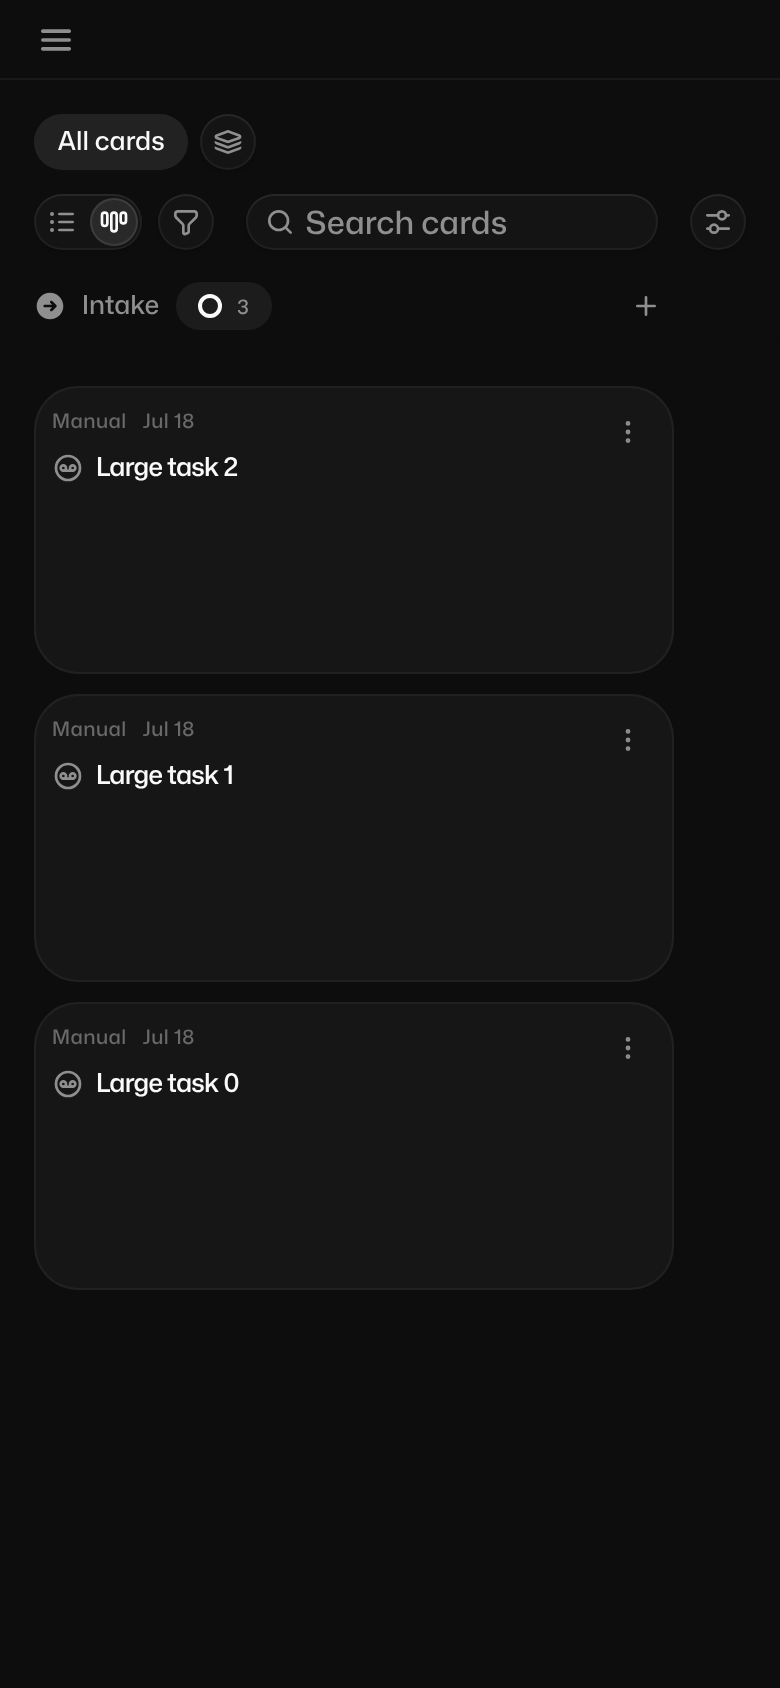 All cards
Search cards
Intake 3
Manual Jul 18
Large task 2
Manual Jul 18
Large task 1
Manual Jul 18
Large task 0